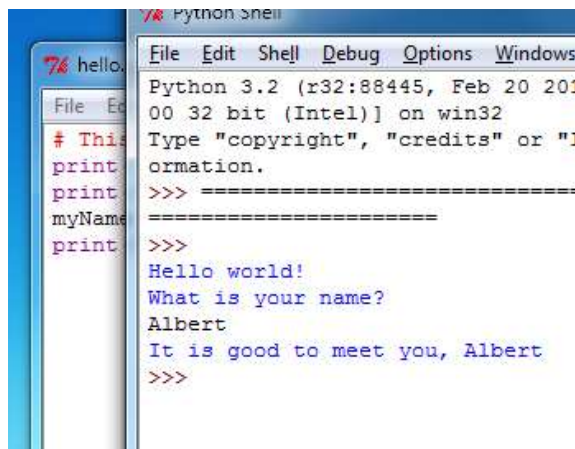 Python Shell
File Edit Shell Debug Options Windows
Python 3.2 (r32:88445, Feb 20 201
00 32 bit (Intel)] on win32
Type "copyright", "credits" or "l
ormation.
>>> =============================
======================
>>>
Hello world!
What is your name?
Albert
It is good to meet you, Albert
>>>
hello.
File Ed
# This
print
print
myName
print